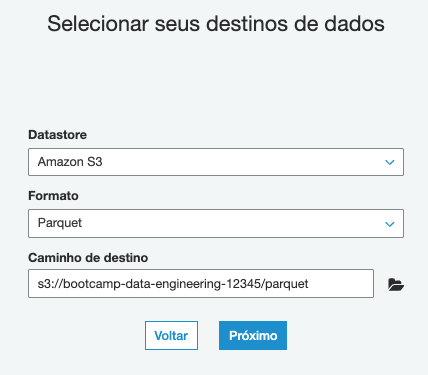 Selecionar seus destinos de dados
Datastore
Amazon S3
Formato
Parquet
Caminho de destino
s3://bootcamp-data-engineering-12345/parquet
Voltar Próximo